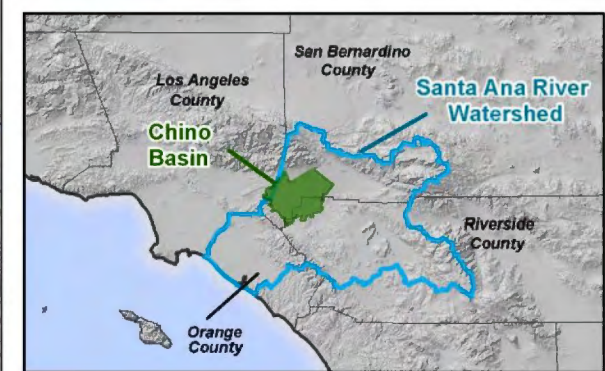 San Bernardino
County
Los Angeles
County
Santa Ana River
Watershed
Chino
Basin
Riverside
County
Orange
County